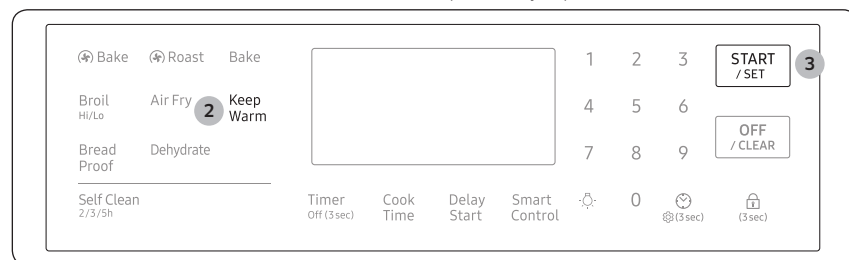 Bake Roast Bake 1 2 3 START
/ SET 3
Broil
Hi/Lo
Air Fry 2 Keep
Warm
4 5 6
OFF
/ CLEAR
Bread
Proof
Dehydrate
7 8 9
Self Clean
2/3/5h
Timer
Off (3 sec)
Cook
Time
Delay
Start
Smart
Control
0
(3 sec)
(3 sec)